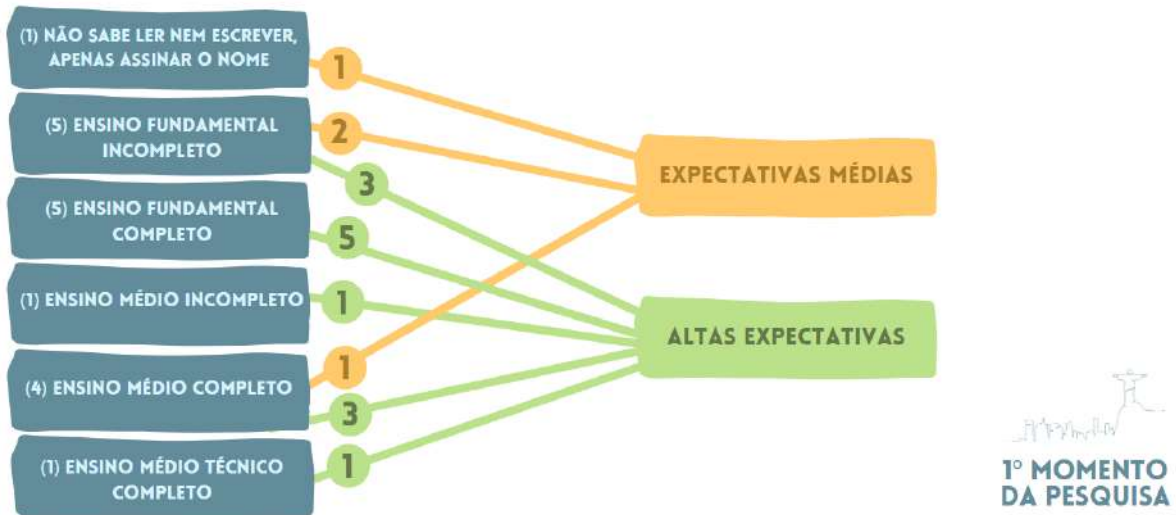 (1) NÃO SABE LER NEM ESCREVER,
APENAS ASSINAR O NOME
1
(5) ENSINO FUNDAMENTAL
INCOMPLETO
2
3
EXPECTATIVAS MÉDIAS
(5) ENSINO FUNDAMENTAL
COMPLETO
5
(1) ENSINO MÉDIO INCOMPLETO
1
ALTAS EXPECTATIVAS
(4) ENSINO MÉDIO COMPLETO
1
3
(1) ENSINO MÉDIO TÉCNICO
COMPLETO
1
1º MOMENTO
DA PESQUISA